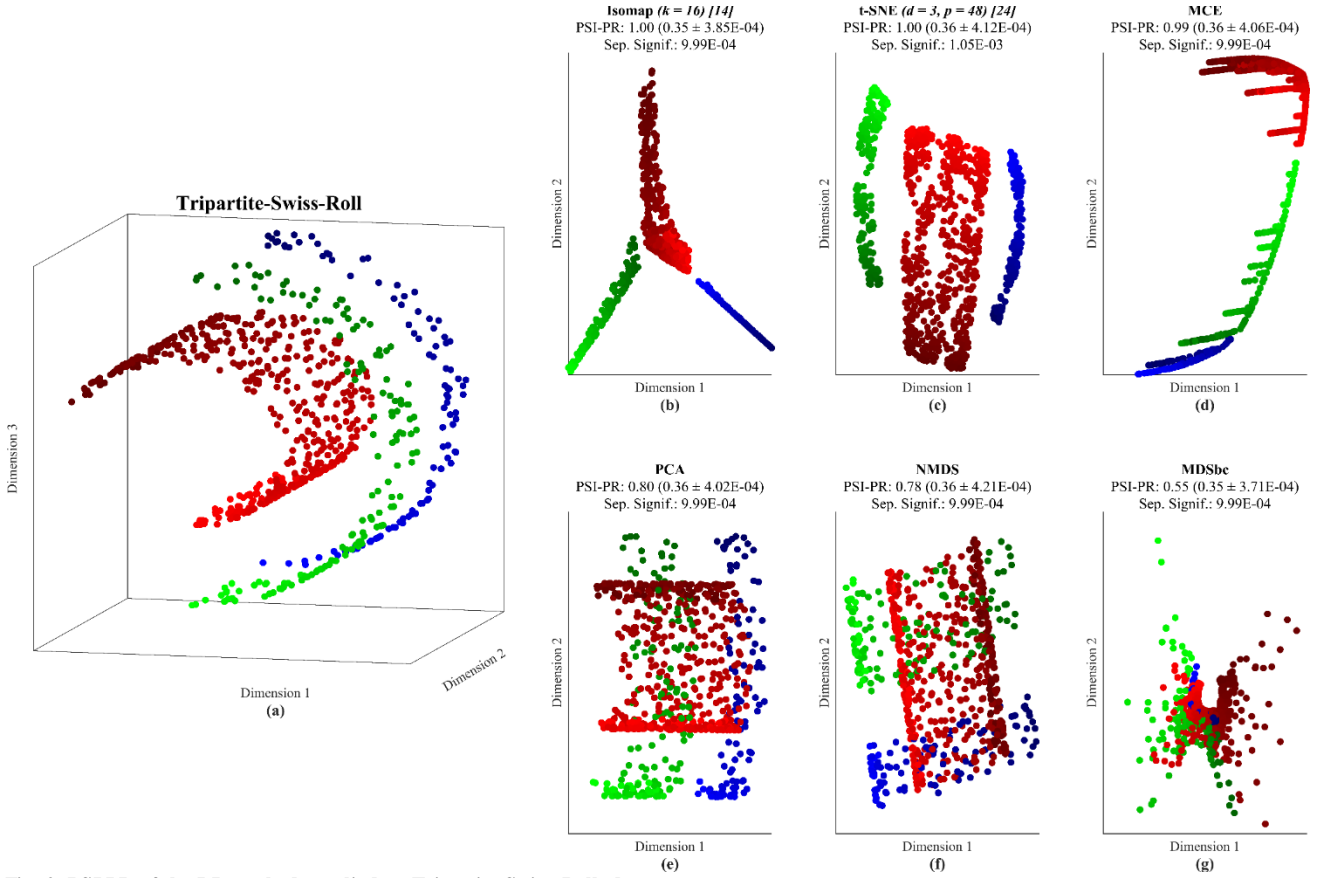 Tripartite-Swiss-Roll
Dimension 3
Dimension 1
Dimension 2
(a)
Isomap (k = 16) [14]
PSI-PR: 1.00 (0.35 ± 3.85E-04)
Sep. Signif.: 9.99E-04
Dimension 2
Dimension 1
(b)
t-SNE (d = 3, p = 48) [24]
PSI-PR: 1.00 (0.36 ± 4.12E-04)
Sep. Signif.: 1.05E-03
Dimension 2
Dimension 1
(c)
MCE
PSI-PR: 0.99 (0.36 ± 4.06E-04)
Sep. Signif.: 9.99E-04
Dimension 2
Dimension 1
(d)
PCA
PSI-PR: 0.80 (0.36 ± 4.02E-04)
Sep. Signif.: 9.99E-04
Dimension 2
Dimension 1
(e)
NMDS
PSI-PR: 0.78 (0.36 ± 4.21E-04)
Sep. Signif.: 9.99E-04
Dimension 2
Dimension 1
(f)
MDSbc
PSI-PR: 0.55 (0.35 ± 3.71E-04)
Sep. Signif.: 9.99E-04
Dimension 2
Dimension 1
(g)